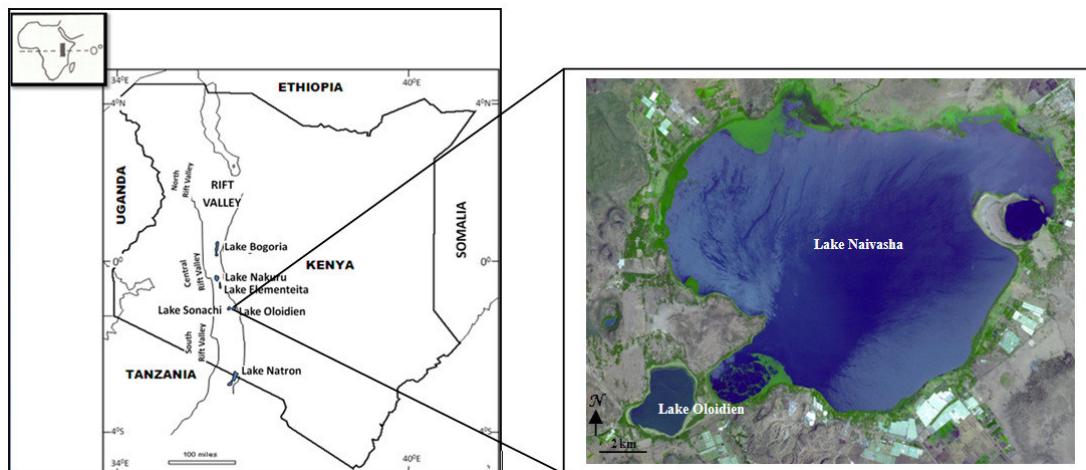 0°
34°E
40°E
ETHIOPIA
4°N
4°N
UGANDA
North
Rift Valley
RIFT
VALLEY
SOMALIA
Lake Bogoria
0°
Central
Rift Valley
KENYA
0°
Lake Nakuru
Lake Elementeita
Lake Sonachi
Lake Oloidien
South
Rift Valley
TANZANIA
Lake Natron
4°S
4°S
100 miles
34°E
40°E
Lake Naivasha
Lake Oloidien
N
2 km